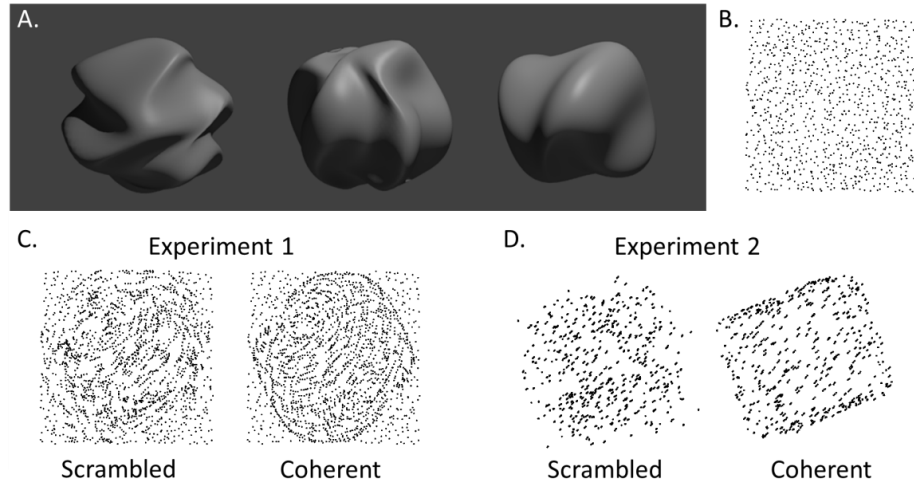 A.
B.
C.
Experiment 1
Scrambled
Coherent
D.
Experiment 2
Scrambled
Coherent